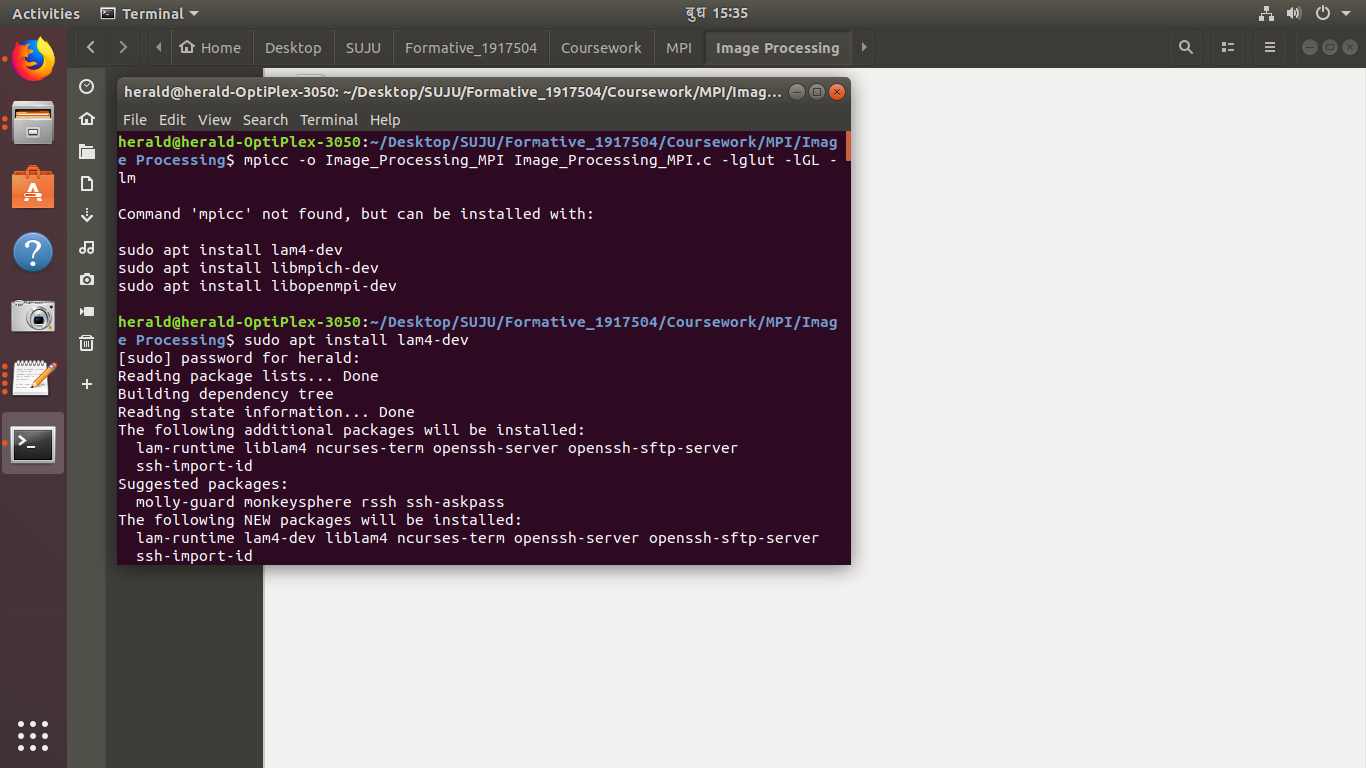 Activities
Terminal
बुध 15:35
Home
Desktop
SUJU
Formative_1917504
Coursework
MPI
Image Processing
herald@herald-OptiPlex-3050: ~/Desktop/SUJU/Formative_1917504/Coursework/MPI/Imag...
File Edit View Search Terminal Help
herald@herald-OptiPlex-3050:~/Desktop/SUJU/Formative_1917504/Coursework/MPI/Imag
e Processing$ mpicc -o Image_Processing_MPI Image_Processing_MPI.c -lglut -lGL -
lm
Command 'mpicc' not found, but can be installed with:
sudo apt install lam4-dev
sudo apt install libmpich-dev
sudo apt install libopenmpi-dev
herald@herald-OptiPlex-3050:~/Desktop/SUJU/Formative_1917504/Coursework/MPI/Imag
e Processing$ sudo apt install lam4-dev
[sudo] password for herald:
Reading package lists... Done
Building dependency tree
Reading state information... Done
The following additional packages will be installed:
lam-runtime liblam4 ncurses-term openssh-server openssh-sftp-server
ssh-import-id
Suggested packages:
molly-guard monkeysphere rssh ssh-askpass
The following NEW packages will be installed:
lam-runtime lam4-dev liblam4 ncurses-term openssh-server openssh-sftp-server
ssh-import-id